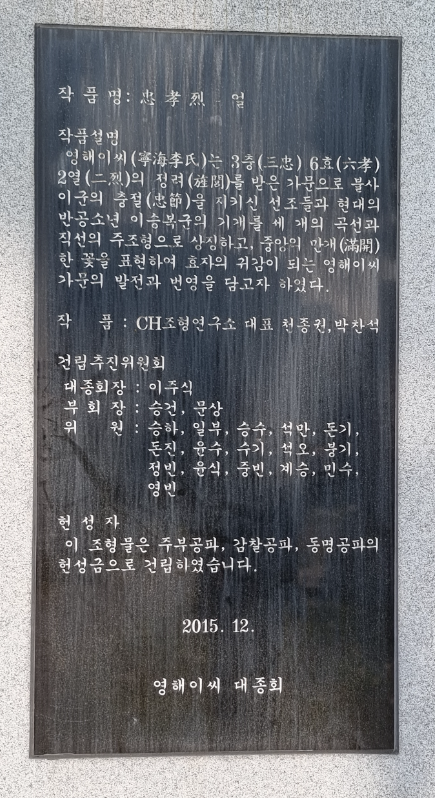 작 품 명: 忠 孝 烈 - 얼
작품설명
영해이씨(寧海李氏)는 3충(三忠) 6효(六孝)
2열(二烈)의 정려(旌閭)를 받은 가문으로 불사
이군의 충절(忠節)을 지키신 선조들과 현대의
반공소년 이승복군의 기개를 세 개의 곡선과
직선의 주조형으로 상징하고, 중앙의 만개(滿開)
한 꽃을 표현하여 효자의 귀감이 되는 영해이씨
가문의 발전과 번영을 담고자 하였다.
작 품 : CH조형연구소 대표 천종권,박찬석
건립추진위원회
대종회장 : 이주식
부 회 장 : 승건, 문상
위 원 : 승하, 일부, 승수, 석만, 돈기,
돈진, 윤수, 수기, 석오, 붕기,
정빈, 윤식, 중빈, 계승, 민수,
영빈
헌 성 자
이 조형물은 주부공파, 감찰공파, 동명공파의
헌성금으로 건립하였습니다.
2015. 12.
영해이씨 대종회